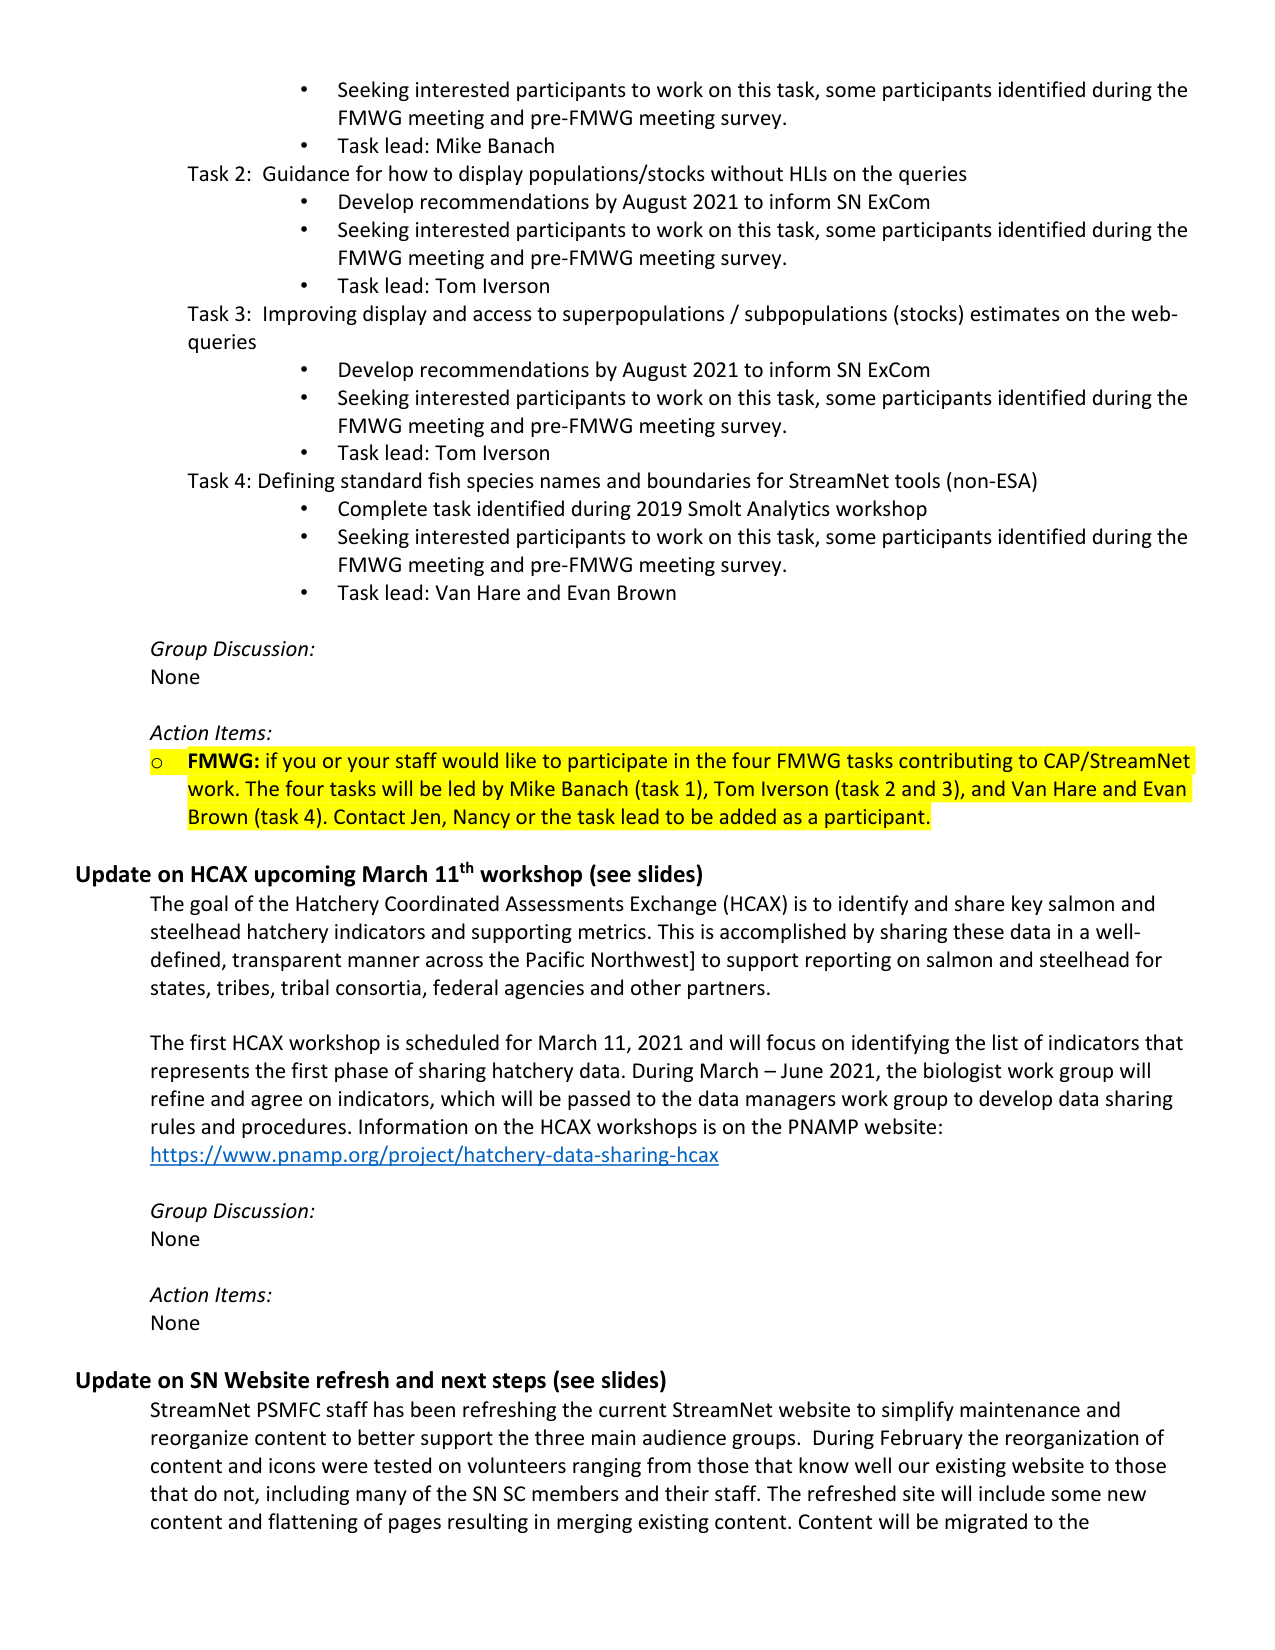 • Seeking interested participants to work on this task, some participants identified during the
FMWG meeting and pre-FMWG meeting survey.
• Task lead: Mike Banach
Task 2:  Guidance for how to display populations/stocks without HLIs on the queries
• Develop recommendations by August 2021 to inform SN ExCom
• Seeking interested participants to work on this task, some participants identified during the
FMWG meeting and pre-FMWG meeting survey.
• Task lead: Tom Iverson
Task 3:  Improving display and access to superpopulations / subpopulations (stocks) estimates on the web-
queries
• Develop recommendations by August 2021 to inform SN ExCom
• Seeking interested participants to work on this task, some participants identified during the
FMWG meeting and pre-FMWG meeting survey.
• Task lead: Tom Iverson
Task 4: Defining standard fish species names and boundaries for StreamNet tools (non-ESA)
• Complete task identified during 2019 Smolt Analytics workshop
• Seeking interested participants to work on this task, some participants identified during the
FMWG meeting and pre-FMWG meeting survey.
• Task lead: Van Hare and Evan Brown
Group Discussion:
None
Action Items:
o FMWG: if you or your staff would like to participate in the four FMWG tasks contributing to CAP/StreamNet
work. The four tasks will be led by Mike Banach (task 1), Tom Iverson (task 2 and 3), and Van Hare and Evan
Brown (task 4). Contact Jen, Nancy or the task lead to be added as a participant.
Update on HCAX upcoming March 11th workshop (see slides)
The goal of the Hatchery Coordinated Assessments Exchange (HCAX) is to identify and share key salmon and
steelhead hatchery indicators and supporting metrics. This is accomplished by sharing these data in a well-
defined, transparent manner across the Pacific Northwest] to support reporting on salmon and steelhead for
states, tribes, tribal consortia, federal agencies and other partners.
The first HCAX workshop is scheduled for March 11, 2021 and will focus on identifying the list of indicators that
represents the first phase of sharing hatchery data. During March – June 2021, the biologist work group will
refine and agree on indicators, which will be passed to the data managers work group to develop data sharing
rules and procedures. Information on the HCAX workshops is on the PNAMP website:
https://www.pnamp.org/project/hatchery-data-sharing-hcax
Group Discussion:
None
Action Items:
None
Update on SN Website refresh and next steps (see slides)
StreamNet PSMFC staff has been refreshing the current StreamNet website to simplify maintenance and
reorganize content to better support the three main audience groups.  During February the reorganization of
content and icons were tested on volunteers ranging from those that know well our existing website to those
that do not, including many of the SN SC members and their staff. The refreshed site will include some new
content and flattening of pages resulting in merging existing content. Content will be migrated to the